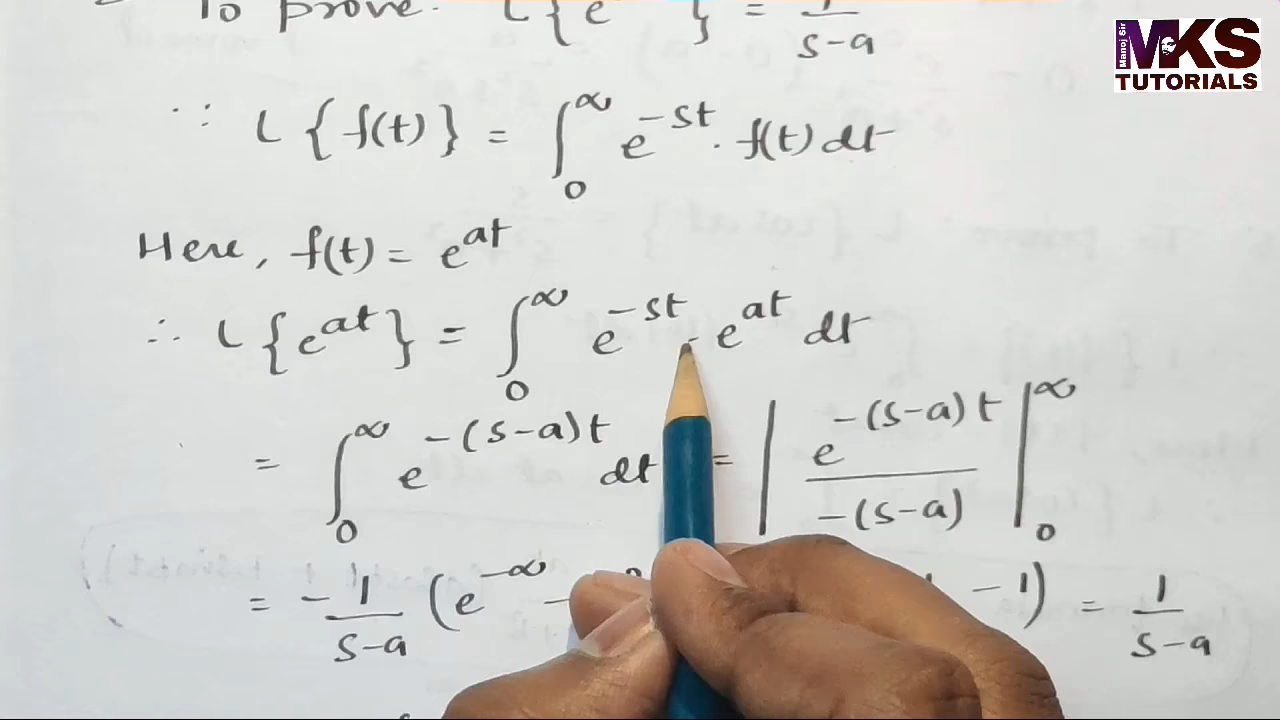 To prove. L{e } = 1/s-a
Manoj Sir
MKS
TUTORIALS
∵ L{f(t)} = ∫₀^∞ e^-st . f(t) dt
Here, f(t) = e^at
∴ L{e^at} = ∫₀^∞ e^-st . e^at dt
= ∫₀^∞ e^-(s-a)t dt = | e^-(s-a)t / -(s-a) |₀^∞
= -1/s-a (e^-∞ - - 1) = 1/s-a